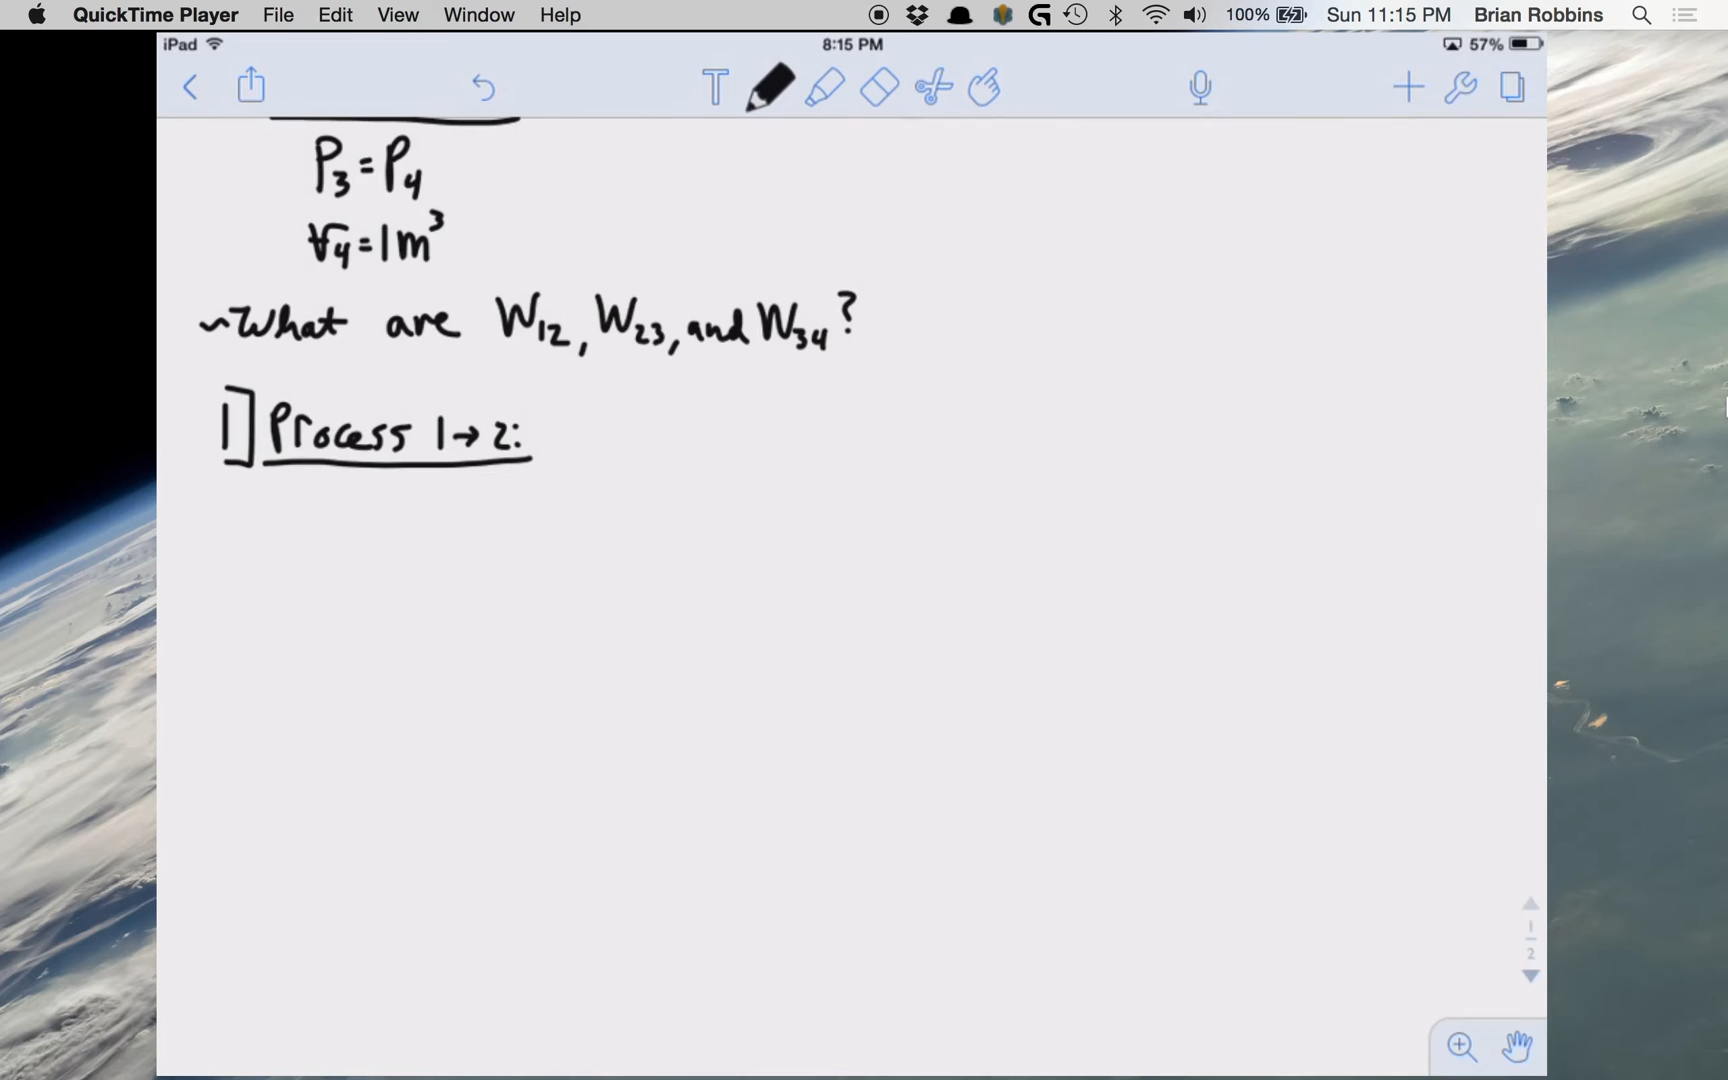 QuickTime Player File Edit View Window Help 100% Sun 11:15 PM Brian Robbins
iPad 8:15 PM 57%
T
P₃=P₄
V₄=1m³
~What are W₁₂, W₂₃, and W₃₄?
1] Process 1→2:
1
2